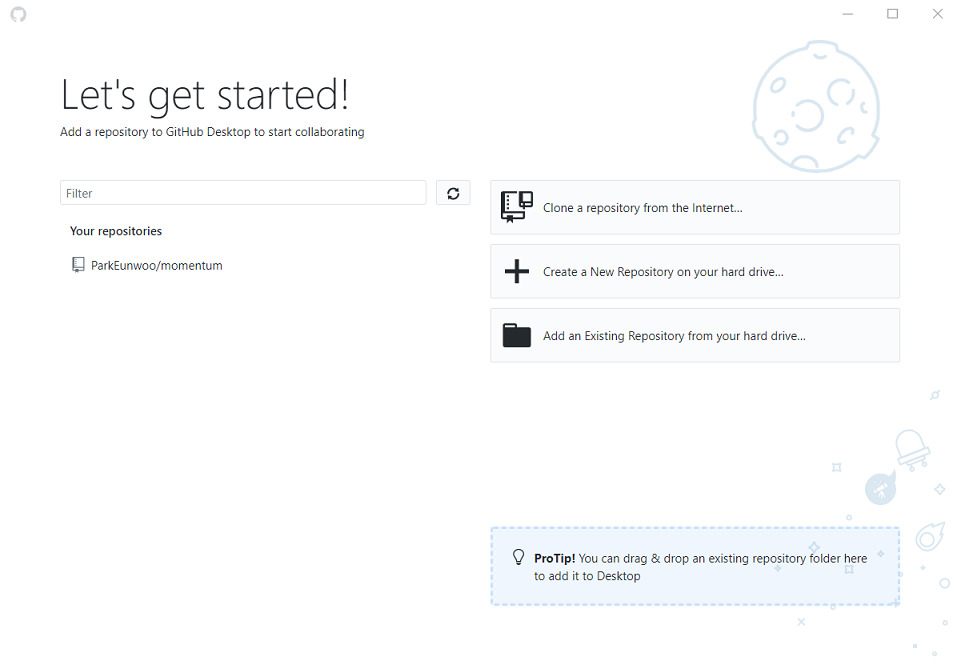 Let's get started!
Add a repository to GitHub Desktop to start collaborating
Filter
Your repositories
ParkEunwoo/momentum
Clone a repository from the Internet...
Create a New Repository on your hard drive...
Add an Existing Repository from your hard drive...
ProTip! You can drag & drop an existing repository folder here
to add it to Desktop